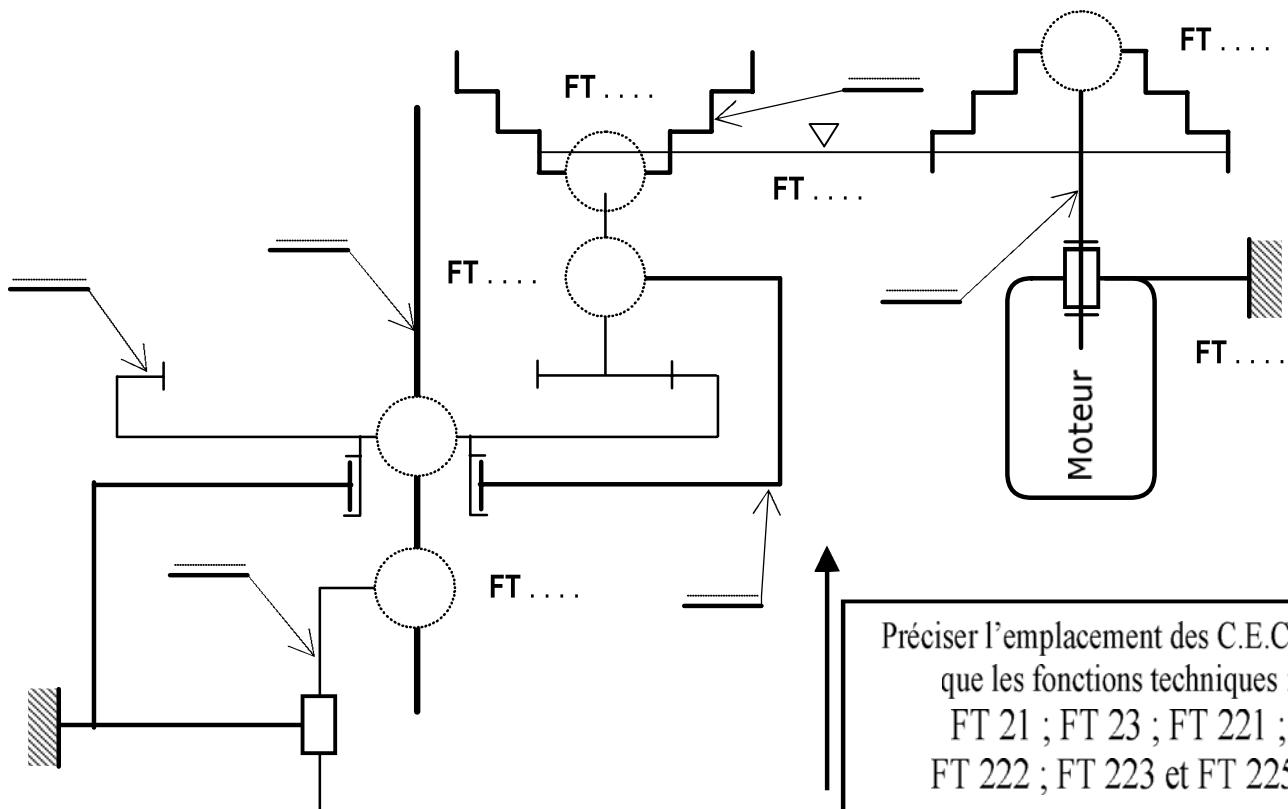 FT . . . .
FT . . . .
FT . . . .
FT . . . .
FT . . . .
Moteur
FT . . . .
Préciser l’emplacement des C.E.C
que les fonctions techniques :
FT 21 ; FT 23 ; FT 221 ;
FT 222 ; FT 223 et FT 225